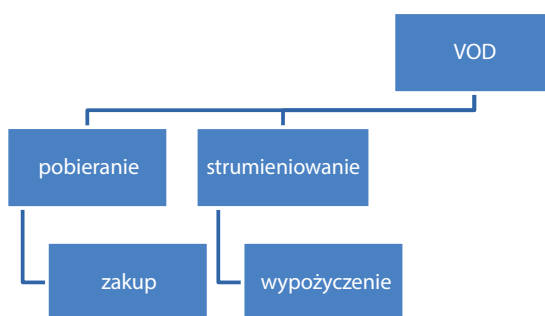 VOD
pobieranie
strumieniowanie
zakup
wypożyczenie